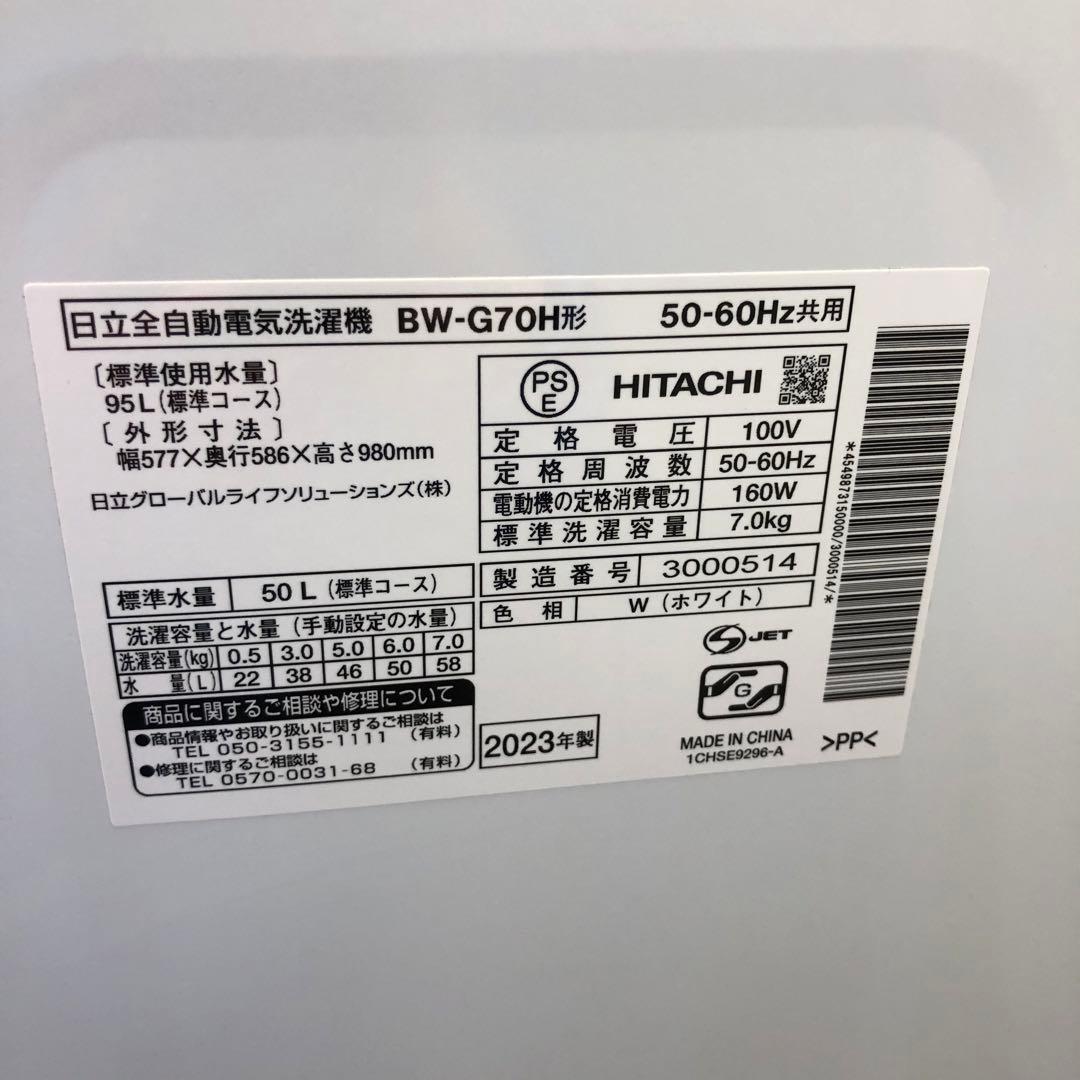 日立全自動電気洗濯機 BW-G70H形 50-60Hz共用
〔標準使用水量〕
95L(標準コース)
〔外形寸法〕
幅577×奥行586×高さ980mm
日立グローバルライフソリューションズ(株)
PS
E
HITACHI
定格電圧 100V
定格周波数 50-60Hz
電動機の定格消費電力 160W
標準洗濯容量 7.0kg
製造番号 3000514
色相 W(ホワイト)
標準水量 50L(標準コース)
洗濯容量と水量(手動設定の水量)
洗濯容量(kg) 0.5 3.0 5.0 6.0 7.0
水量(L) 22 38 46 50 58
商品に関するご相談や修理について
●商品情報やお取り扱いに関するご相談は
TEL 050-3155-1111 (有料)
●修理に関するご相談は
TEL 0570-0031-68 (有料)
2023年製
S JET
G
MADE IN CHINA
1CHSE9296-A
>PP<
*4549873150000/3000514/*